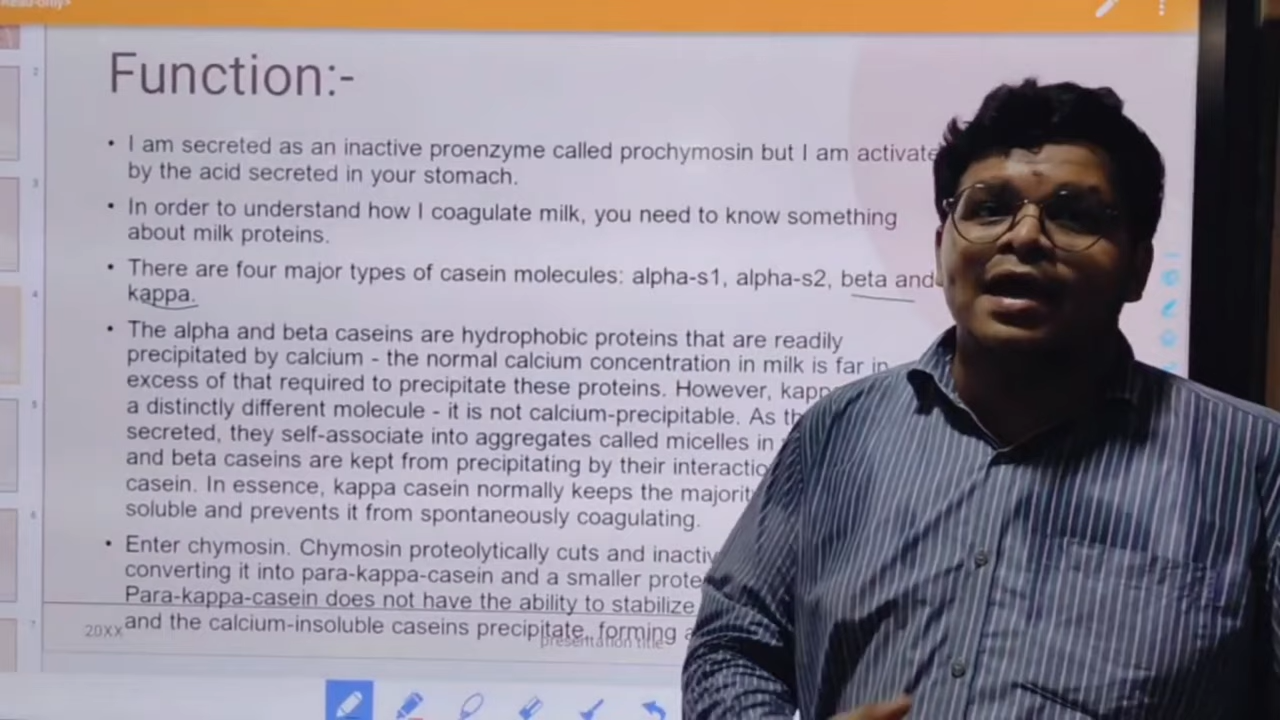 Function:-
• I am secreted as an inactive proenzyme called prochymosin but I am activate
by the acid secreted in your stomach.
• In order to understand how I coagulate milk, you need to know something
about milk proteins.
• There are four major types of casein molecules: alpha-s1, alpha-s2, beta and
kappa.
• The alpha and beta caseins are hydrophobic proteins that are readily
precipitated by calcium - the normal calcium concentration in milk is far in
excess of that required to precipitate these proteins. However,
a distinctly different molecule - it is not calcium-precipitable. As
secreted, they self-associate into aggregates called micelles in
and beta caseins are kept from precipitating by their
casein. In essence, kappa casein normally keeps the
soluble and prevents it from spontaneously coagulating.
• Enter chymosin. Chymosin proteolytically cuts and
converting it into para-kappa-casein and a smaller
Para-kappa-casein does not have the ability to stabilize
and the calcium-insoluble caseins precipitate, forming a
20XX
presentation title
2
3
4
5
6
7